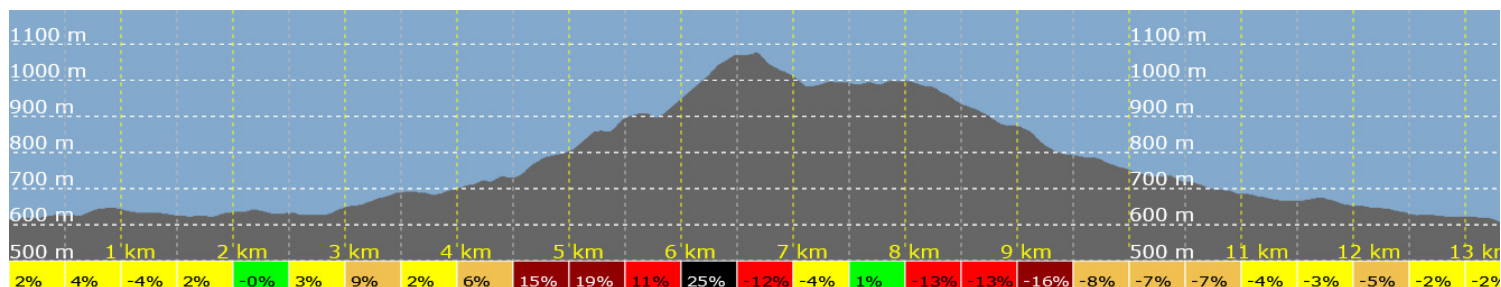 1100 m 1100 m
1000 m 1000 m
900 m 900 m
800 m 800 m
700 m 700 m
600 m 600 m
500 m 1 km 2 km 3 km 4 km 5 km 6 km 7 km 8 km 9 km 500 m 11 km 12 km 13 km
2% 4% -4% 2% -0% 3% 9% 2% 6% 15% 19% 11% 25% -12% -4% 1% -13% -13% -16% -8% -7% -7% -4% -3% -5% -2% -2%